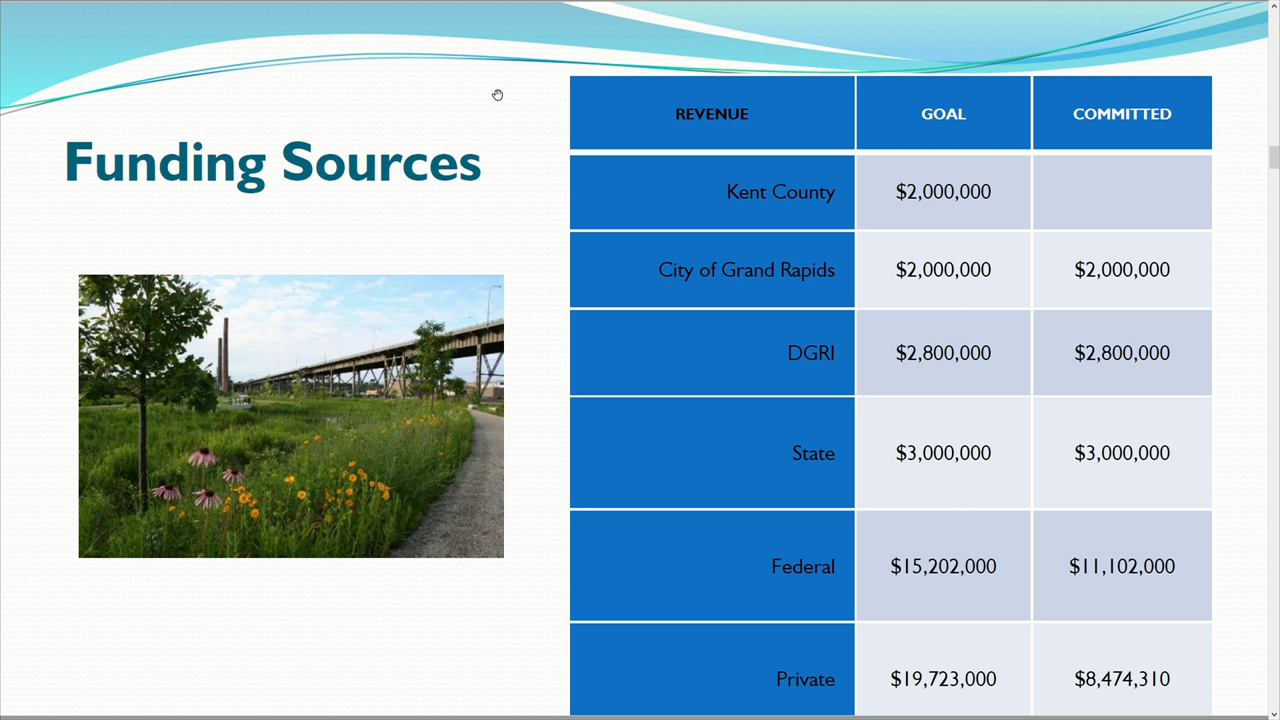 Funding Sources
REVENUE GOAL COMMITTED
Kent County $2,000,000
City of Grand Rapids $2,000,000 $2,000,000
DGRI $2,800,000 $2,800,000
State $3,000,000 $3,000,000
Federal $15,202,000 $11,102,000
Private $19,723,000 $8,474,310